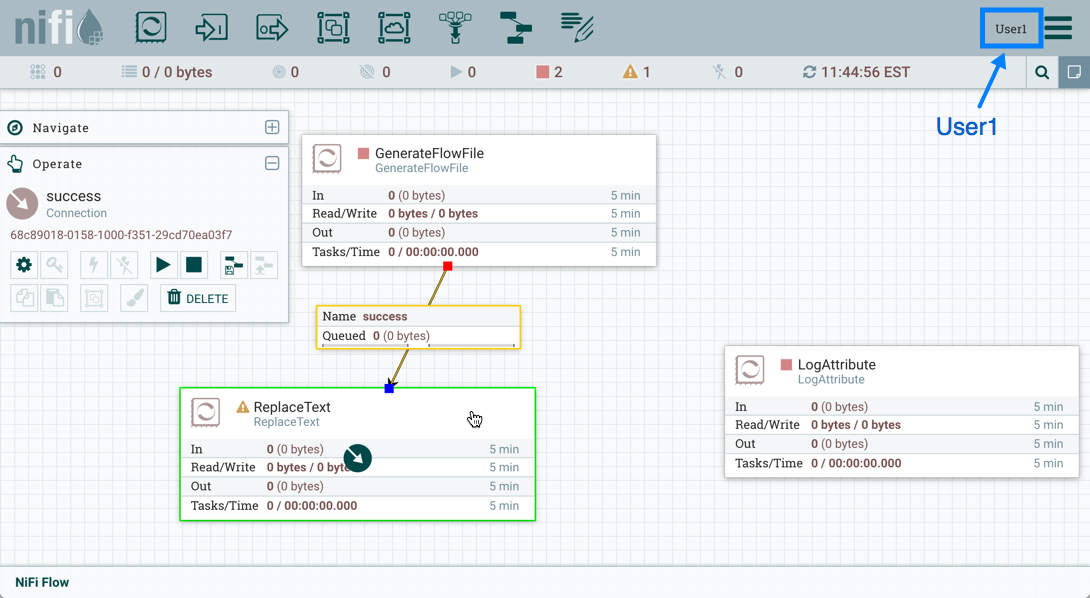 nifi
User1
0
0 / 0 bytes
0
0
0
2
1
0
11:44:56 EST
User1
Navigate
Operate
success
Connection
68c89018-0158-1000-f351-29cd70ea03f7
DELETE
GenerateFlowFile
GenerateFlowFile
In 0 (0 bytes) 5 min
Read/Write 0 bytes / 0 bytes 5 min
Out 0 (0 bytes) 5 min
Tasks/Time 0 / 00:00:00.000 5 min
Name success
Queued 0 (0 bytes)
ReplaceText
ReplaceText
In 0 (0 bytes) 5 min
Read/Write 0 bytes / 0 byte 5 min
Out 0 (0 bytes) 5 min
Tasks/Time 0 / 00:00:00.000 5 min
LogAttribute
LogAttribute
In 0 (0 bytes) 5 min
Read/Write 0 bytes / 0 bytes 5 min
Out 0 (0 bytes) 5 min
Tasks/Time 0 / 00:00:00.000 5 min
NiFi Flow